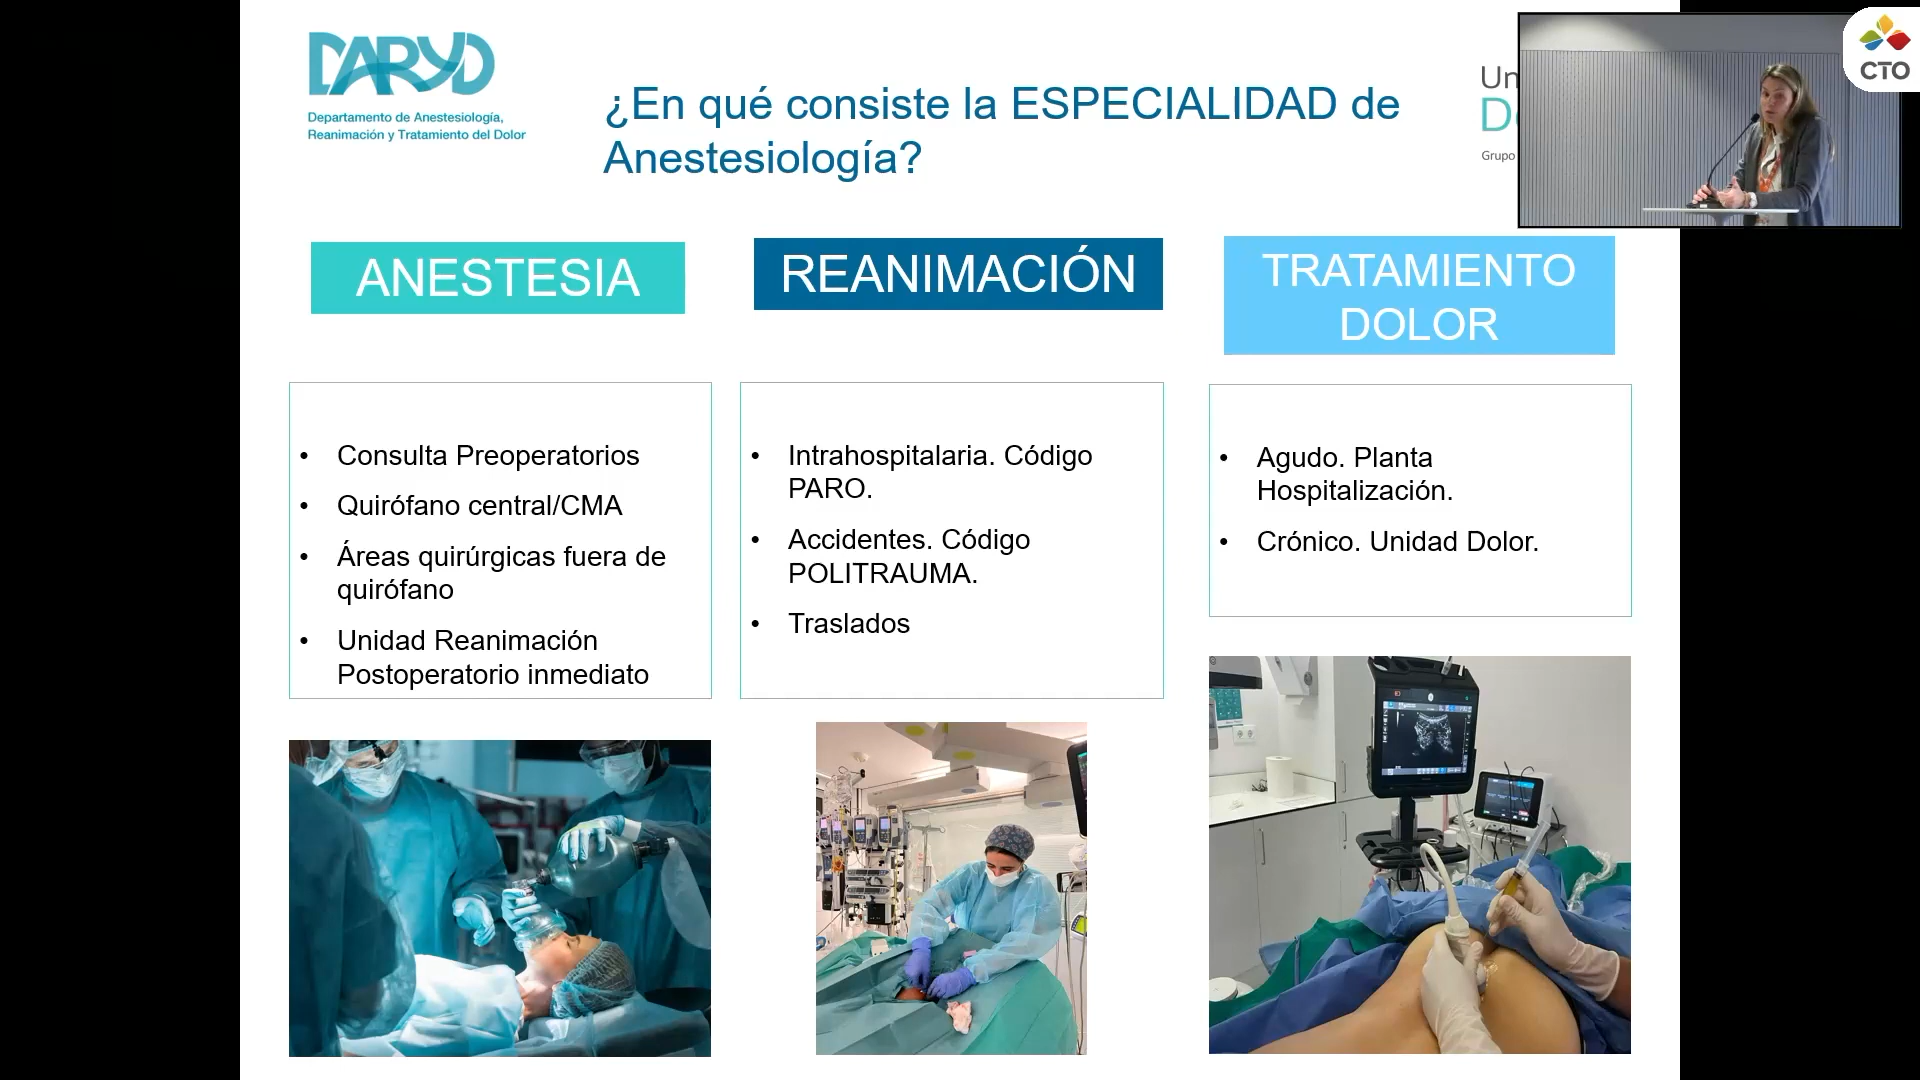 DARYD
Departamento de Anestesiología,
Reanimación y Tratamiento del Dolor
¿En qué consiste la ESPECIALIDAD de
Anestesiología?
Grupo
CTO
ANESTESIA
REANIMACIÓN
TRATAMIENTO
DOLOR
• Consulta Preoperatorios
• Quirófano central/CMA
• Áreas quirúrgicas fuera de
quirófano
• Unidad Reanimación
Postoperatorio inmediato
• Intrahospitalaria. Código
PARO.
• Accidentes. Código
POLITRAUMA.
• Traslados
• Agudo. Planta
Hospitalización.
• Crónico. Unidad Dolor.